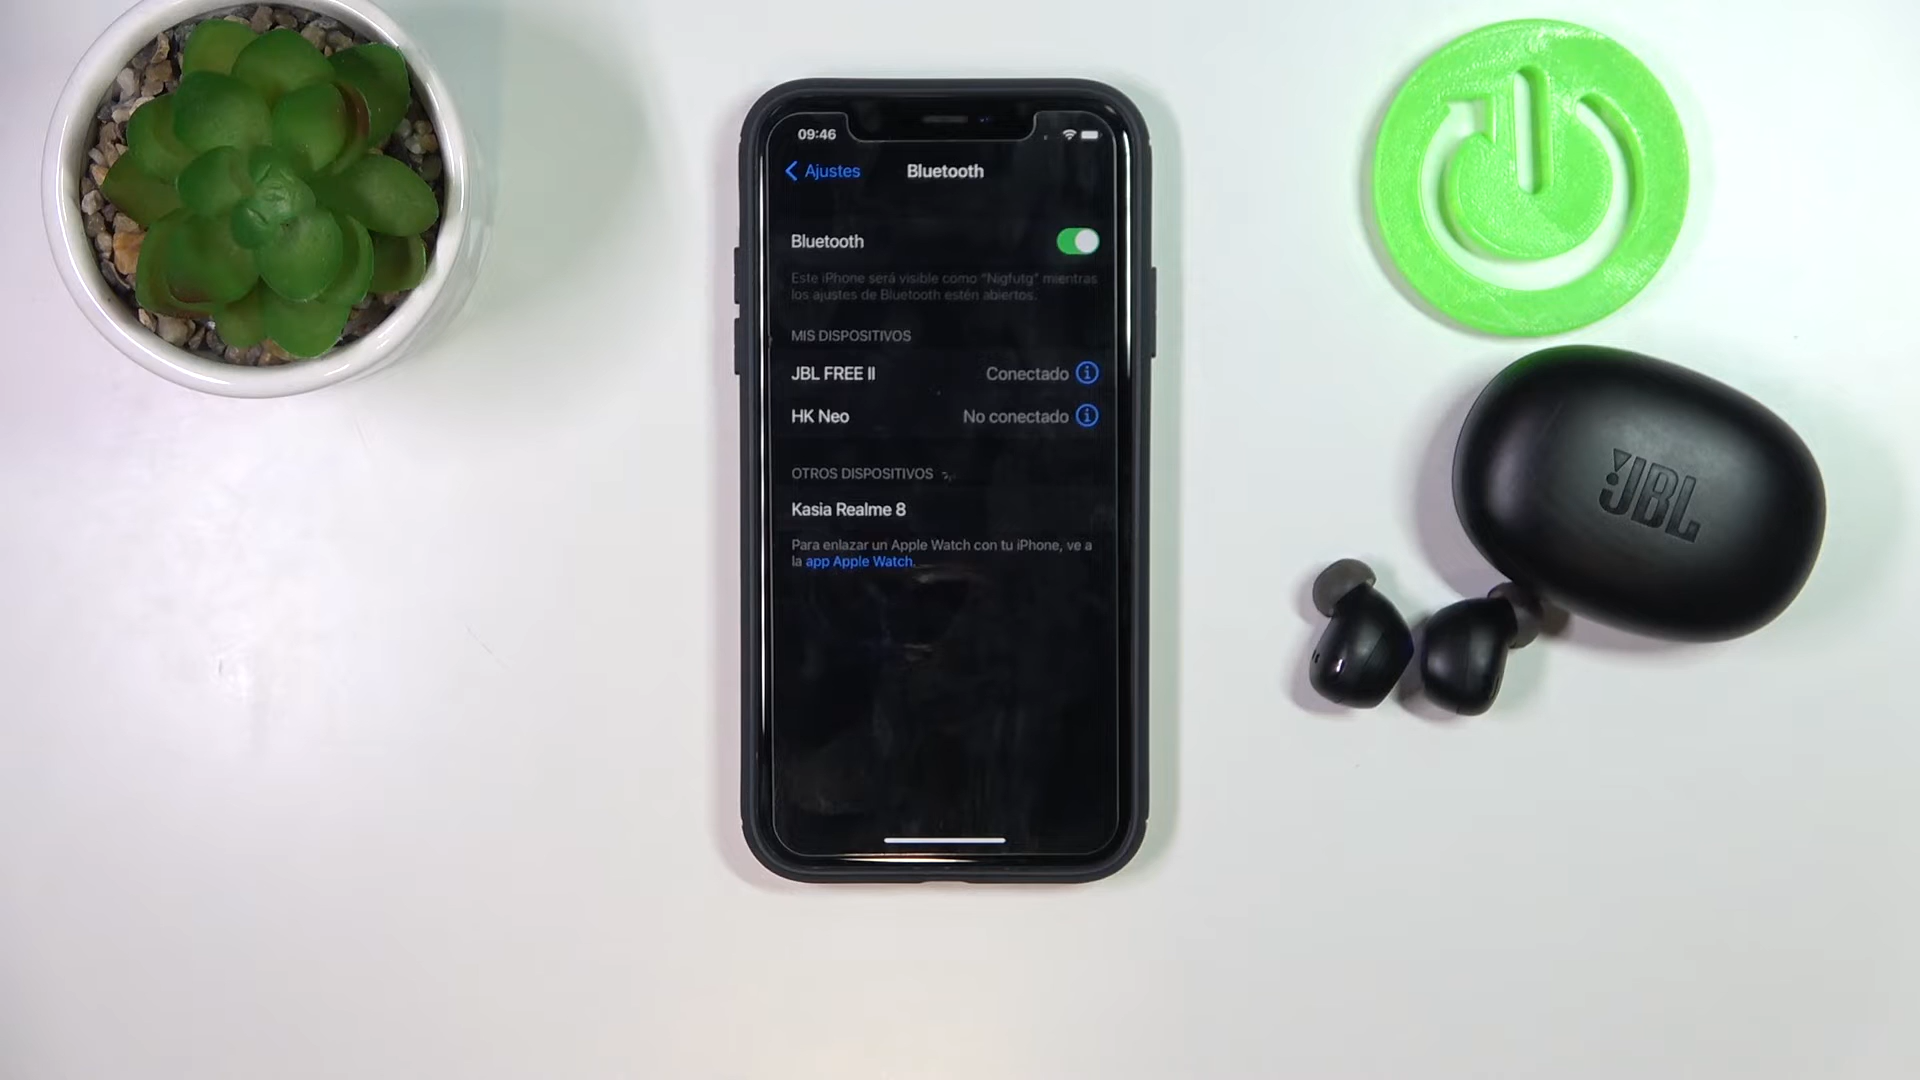 09:46
Ajustes
Bluetooth
Bluetooth
Este iPhone será visible como "Nigfutg" mientras
los ajustes de Bluetooth estén abiertos.
MIS DISPOSITIVOS
JBL FREE II
Conectado
HK Neo
No conectado
OTROS DISPOSITIVOS
Kasia Realme 8
Para enlazar un Apple Watch con tu iPhone, ve a
la app Apple Watch.
JBL